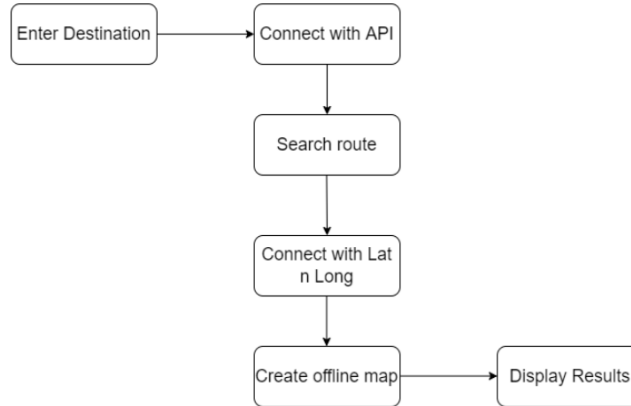 Enter Destination
Connect with API
Search route
Connect with Lat
n Long
Create offline map
Display Results